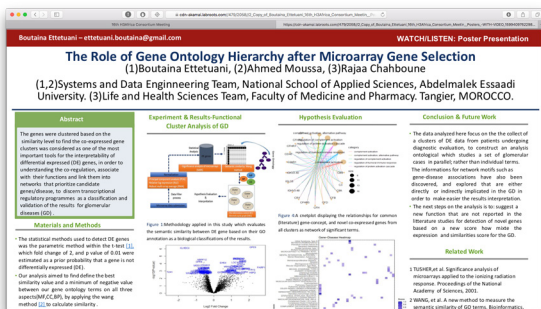 16th H3Africa Consortium Meeting
Boutaina Ettetuani – ettetuani.boutaina@gmail.com
WATCH/LISTEN: Poster Presentation
The Role of Gene Ontology Hierarchy after Microarray Gene Selection
(1)Boutaina Ettetuani, (2)Ahmed Moussa, (3)Rajaa Chahboune
(1,2)Systems and Data Enginneering Team, National School of Applied Sciences, Abdelmalek Essaadi
University. (3)Life and Health Sciences Team, Faculty of Medicine and Pharmacy. Tangier, MOROCCO.
Abstract
The genes were clustered based on the
similarity level to find the co-expressed gene
clusters was considered as one of the most
important tools for the interpretability of
differential expressed (DE) genes, in order to
understanding the co regulation, associate
with their functions and link them into
networks that prioritize candidate
genes/disease, to discern transcriptional
regulatory programmes as a classification and
validation of the results for glomerular
diseases (GD) .
Materials and Methods
• The statistical methods used to detect DE genes
was the parametric method within the t-test [1],
which fold change of 2, and p value of 0.01 were
estimated as a prior probability that a gene is not
differentially expressed (DE).
• Our analysis aimed to find define the best
similarity value and a minimum of negative value
between our gene ontology terms on all three
aspects(MF,CC,BP), by applying the wang
method [2] to calculate similarity.
Experiment & Results-Functional
Cluster Analysis of GD
Figure 1 Methodology applied in this study which evaluates
the semantic similarity between DE gene based on their GO
annotation as a biological classifications of the results.
Log2 Fold Change
Hypothesis Evaluation
Figure 4:A cnetplot displaying the relationships for common
(literature) gene-concept, and novel co-expressed genes from
all clusters as network of significant terms.
Conclusion & Future Work
• The data analyzed here focus on the the collect of
a clusters of DE data from patients undergoing
diagnostic evaluation, to construct an analysis
ontological which studies a set of glomerular
cases in parallel; rather than individual terms.
The informations for network motifs such as
gene-disease associations have also been
discovered, and explored that are either
directly or indirectly implicated in the GD in
order to make easier the results interpretation.
• The next steps on the analysis is to suggest a
new function that are not reported in the
literature studies for detection of novel genes
based on a new score how mixte the
expression and similarities score for the GD.
Related Work
1 TUSHER,et al. Significance analysis of
microarrays applied to the ionizing radiation
response. Proceedings of the National
Academy of Sciences, 2001.
2 WANG, et al. A new method to measure the
semantic similarity of GO terms. Bioinformatics,